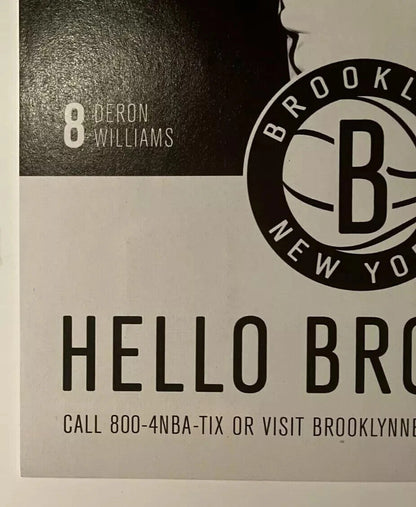 8 DERON
WILLIAMS
BROOKL
B
NEW YO
HELLO BRO
CALL 800-4NBA-TIX OR VISIT BROOKLYNNE